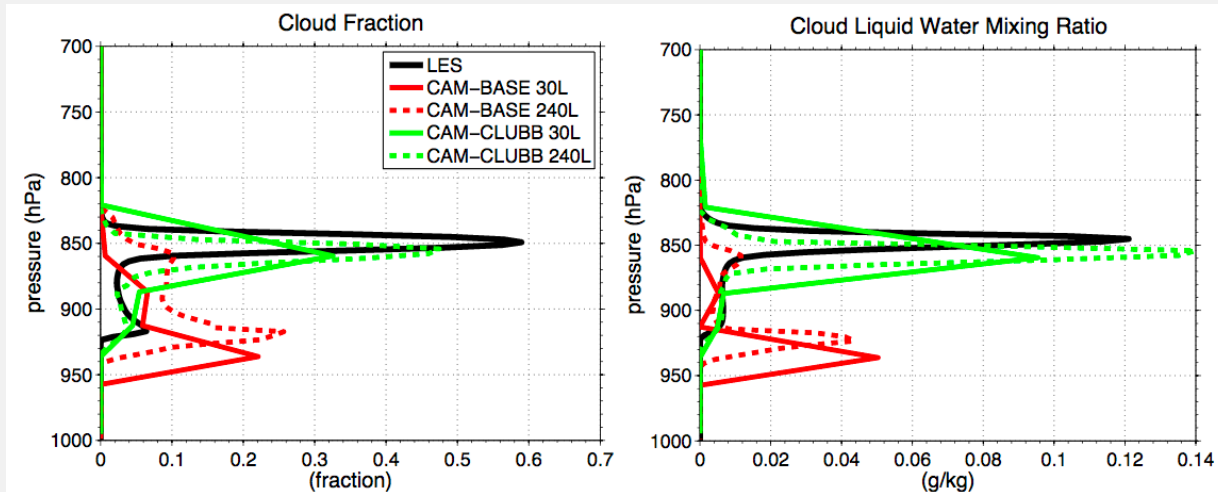 Cloud Fraction
700
750
800
850
900
950
1000
pressure (hPa)
0 0.1 0.2 0.3 0.4 0.5 0.6 0.7
(fraction)
LES
CAM-BASE 30L
CAM-BASE 240L
CAM-CLUBB 30L
CAM-CLUBB 240L
Cloud Liquid Water Mixing Ratio
700
750
800
850
900
950
1000
pressure (hPa)
0 0.02 0.04 0.06 0.08 0.1 0.12 0.14
(g/kg)